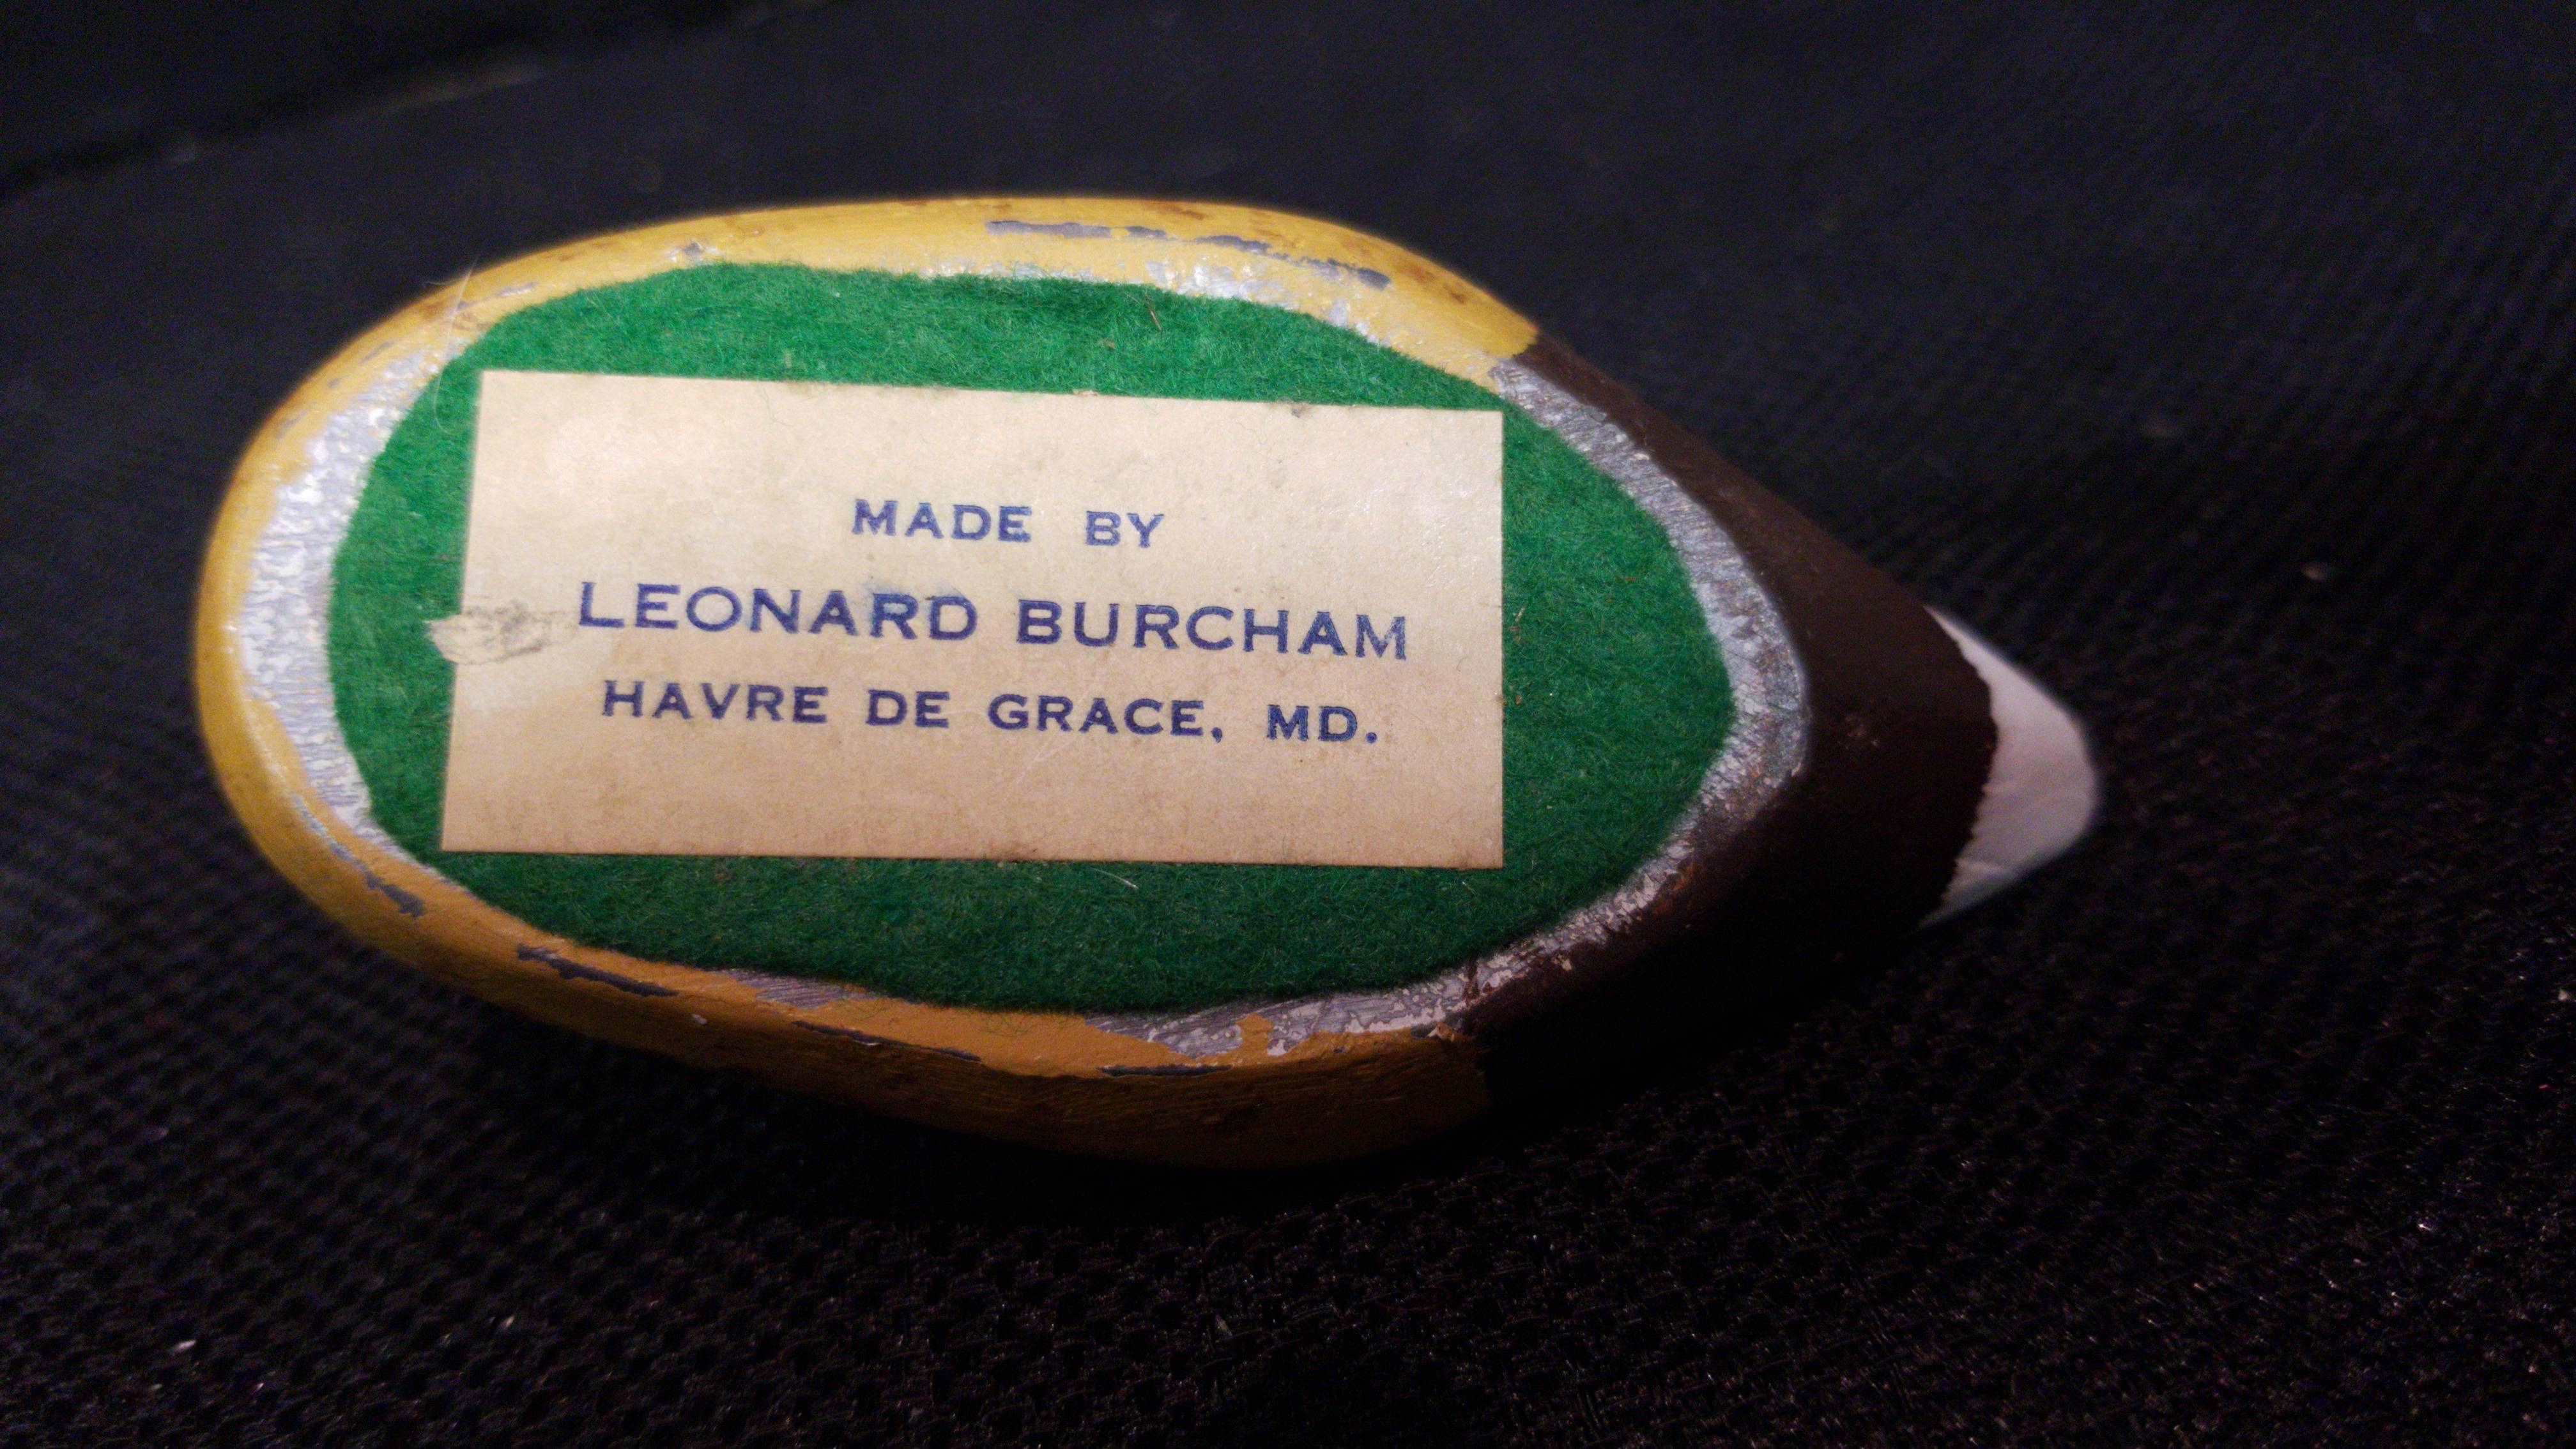 MADE BY
LEONARD BURCHAM
HAVRE DE GRACE, MD.